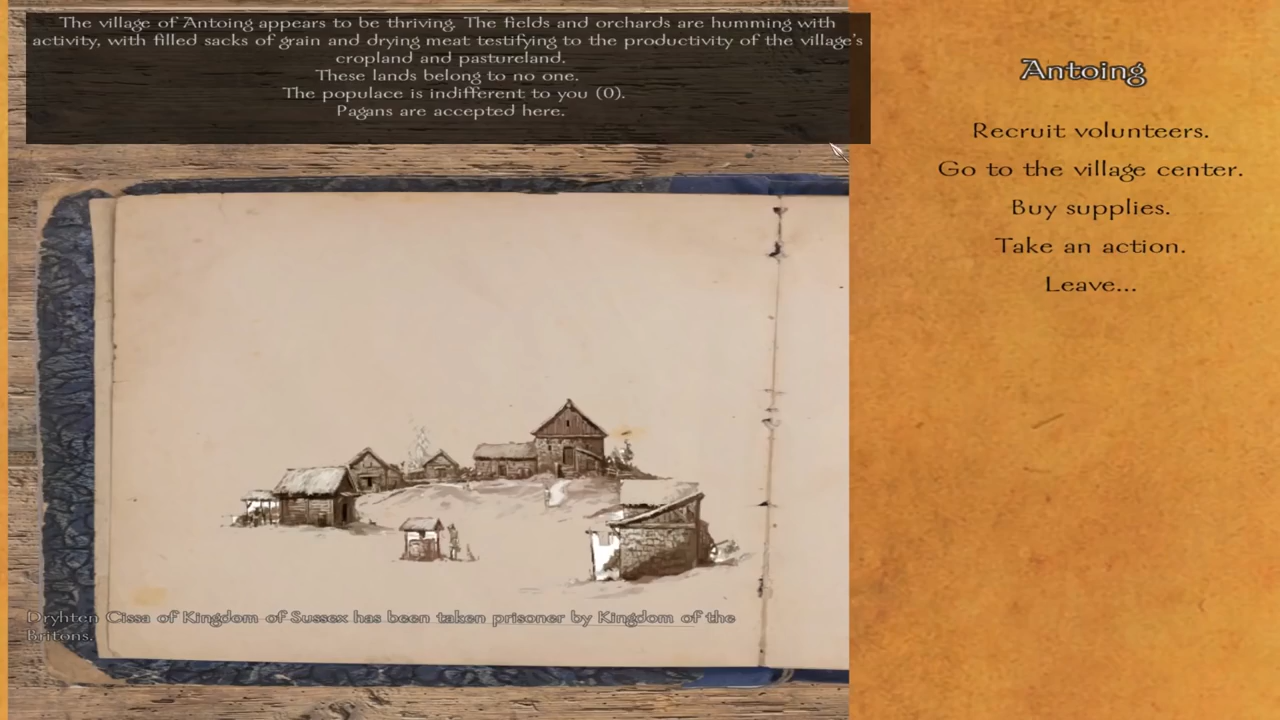 The village of Antoing appears to be thriving. The fields and orchards are humming with
activity, with filled sacks of grain and drying meat testifying to the productivity of the village's
cropland and pastureland.
These lands belong to no one.
The populace is indifferent to you (0).
Pagans are accepted here.
Antoing
Recruit volunteers.
Go to the village center.
Buy supplies.
Take an action.
Leave...
Dryhten Cissa of Kingdom of Sussex has been taken prisoner by Kingdom of the
Britons.